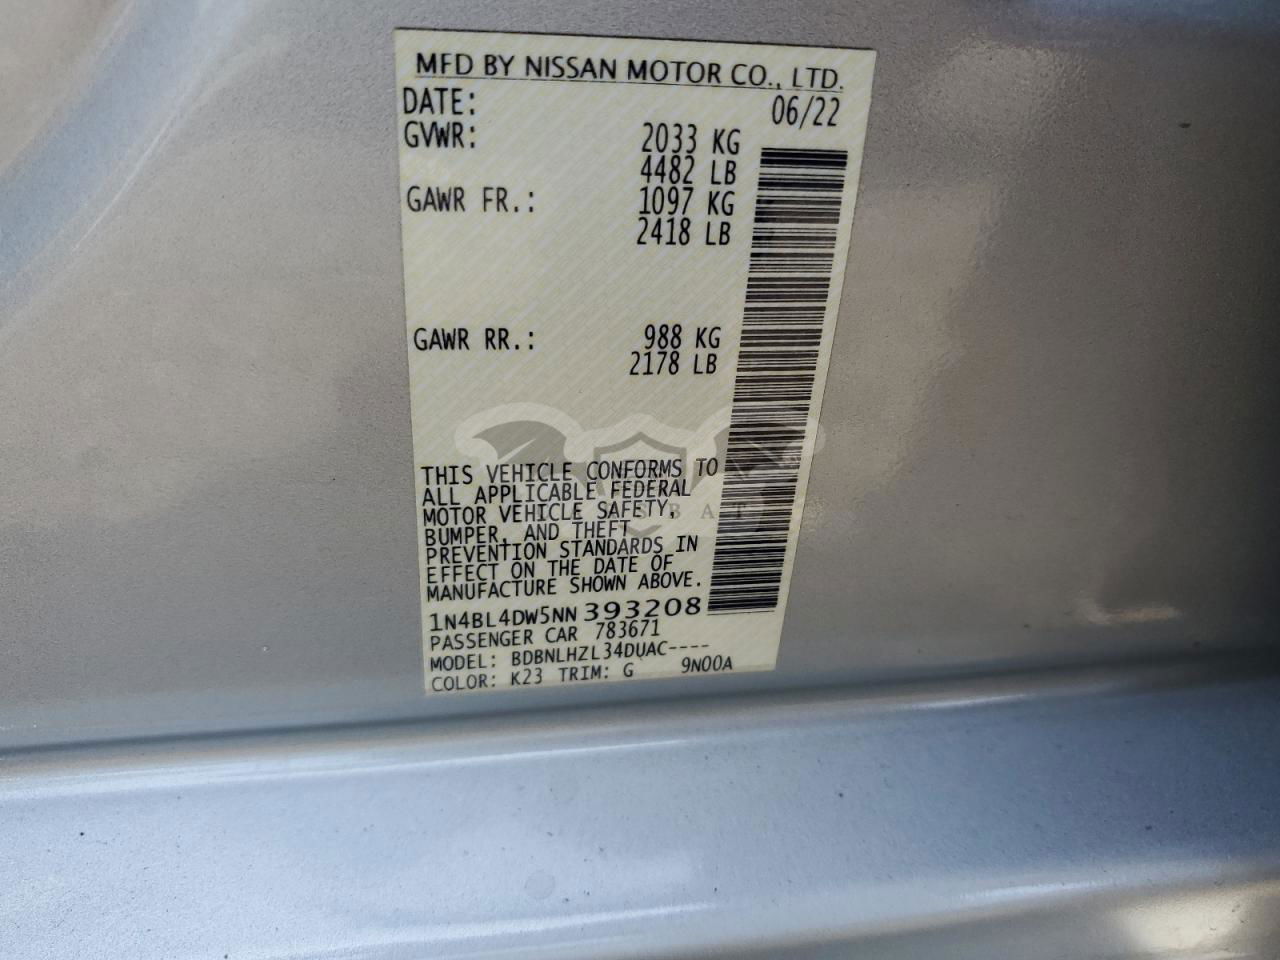 MFD BY NISSAN MOTOR CO., LTD.
DATE: 06/22
GVWR: 2033 KG
4482 LB
GAWR FR.: 1097 KG
2418 LB
GAWR RR.: 988 KG
2178 LB
THIS VEHICLE CONFORMS TO
ALL APPLICABLE FEDERAL
MOTOR VEHICLE SAFETY,
BUMPER, AND THEFT
PREVENTION STANDARDS IN
EFFECT ON THE DATE OF
MANUFACTURE SHOWN ABOVE.
1N4BL4DW5NN393208
PASSENGER CAR 783671
MODEL: BDBNLHZL34DUAC----
COLOR: K23 TRIM: G 9N00A